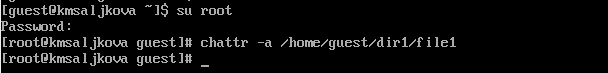 [guest@kmsaljkova ~]$ su root
Password:
[root@kmsaljkova guest]# chattr -a /home/guest/dir1/file1
[root@kmsaljkova guest]# _